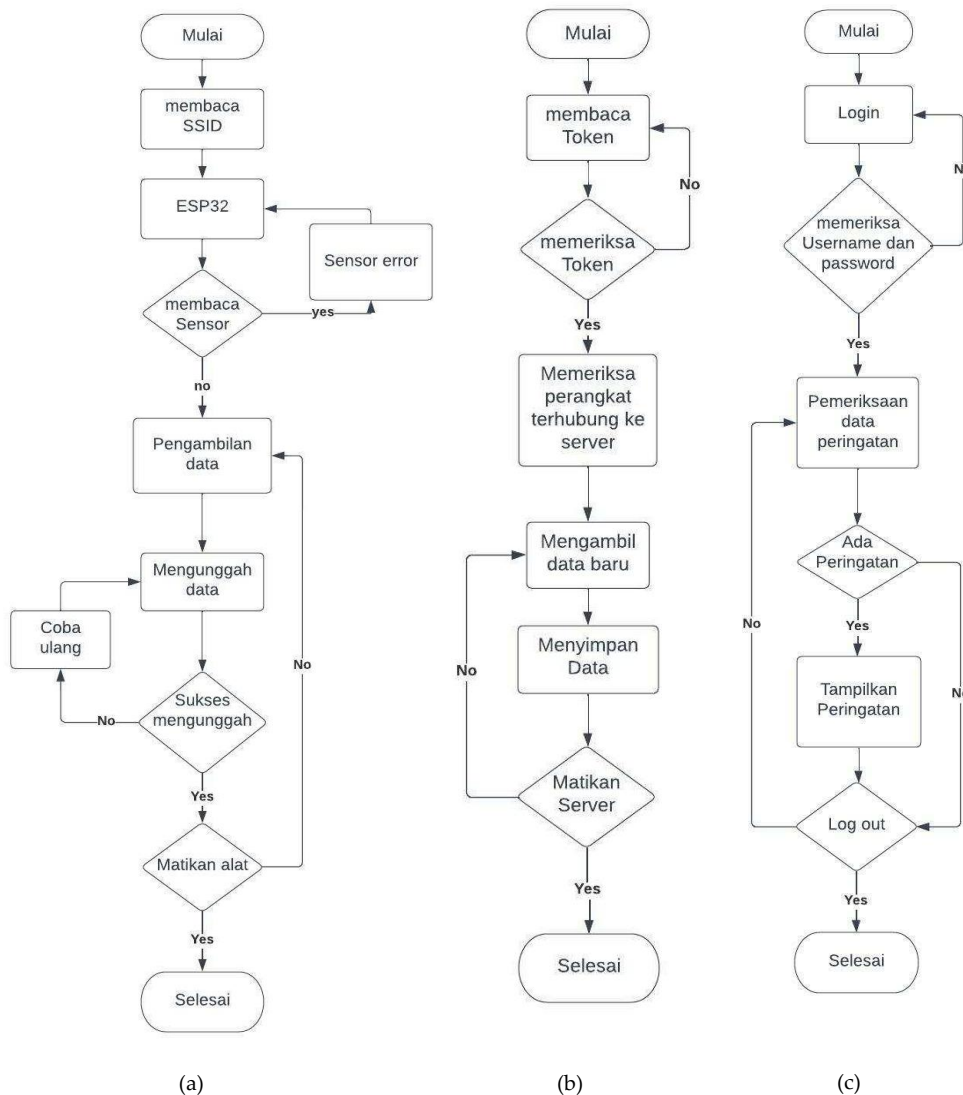 Mulai
membaca
SSID
ESP32
Sensor error
membaca
Sensor
yes
no
Pengambilan
data
Mengunggah
data
Coba
ulang
No
Sukses
mengunggah
No
Yes
Matikan alat
Yes
Selesai
(a)
Mulai
membaca
Token
No
memeriksa
Token
Yes
Memeriksa
perangkat
terhubung ke
server
Mengambil
data baru
Menyimpan
Data
No
Matikan
Server
Yes
Selesai
(b)
Mulai
Login
memeriksa
Username dan
password
Yes
Pemeriksaan
data
peringatan
Ada
Peringatan
No
Yes
Tampilkan
Peringatan
Log out
Yes
Selesai
(c)